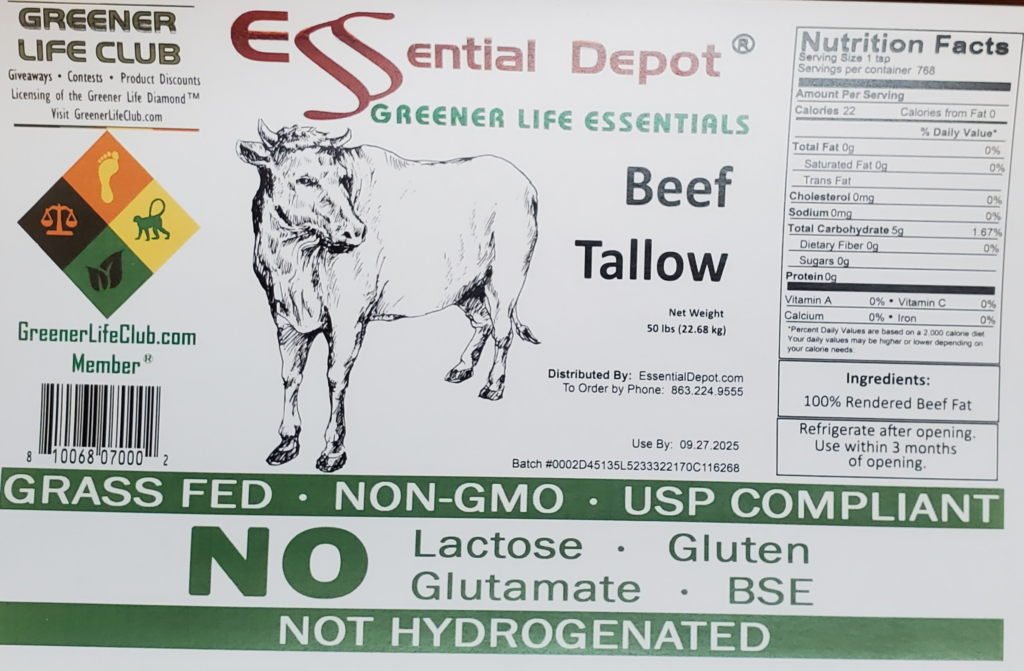 GREENER
LIFE CLUB
Giveaways • Contests • Product Discounts
Licensing of the Greener Life Diamond™
Visit GreenerLifeClub.com
GreenerLifeClub.com
Member®
8 10068 07000 2
ESSential Depot®
GREENER LIFE ESSENTIALS
Beef
Tallow
Net Weight
50 lbs (22.68 kg)
Distributed By: EssentialDepot.com
To Order by Phone: 863.224.9555
Use By: 09.27.2025
Batch #0002D45135L5233322170C116268
Nutrition Facts
Serving Size 1 tsp
Servings per container 768
Amount Per Serving
Calories 22 Calories from Fat 0
% Daily Value*
Total Fat 0g 0%
Saturated Fat 0g 0%
Trans Fat
Cholesterol 0mg 0%
Sodium 0mg 0%
Total Carbohydrate 5g 1.67%
Dietary Fiber 0g 0%
Sugars 0g
Protein 0g
Vitamin A 0% • Vitamin C 0%
Calcium 0% • Iron 0%
*Percent Daily Values are based on a 2,000 calorie diet.
Your daily values may be higher or lower depending on
your calorie needs.
Ingredients:
100% Rendered Beef Fat
Refrigerate after opening.
Use within 3 months
of opening.
GRASS FED · NON-GMO · USP COMPLIANT
NO Lactose · Gluten
Glutamate · BSE
NOT HYDROGENATED